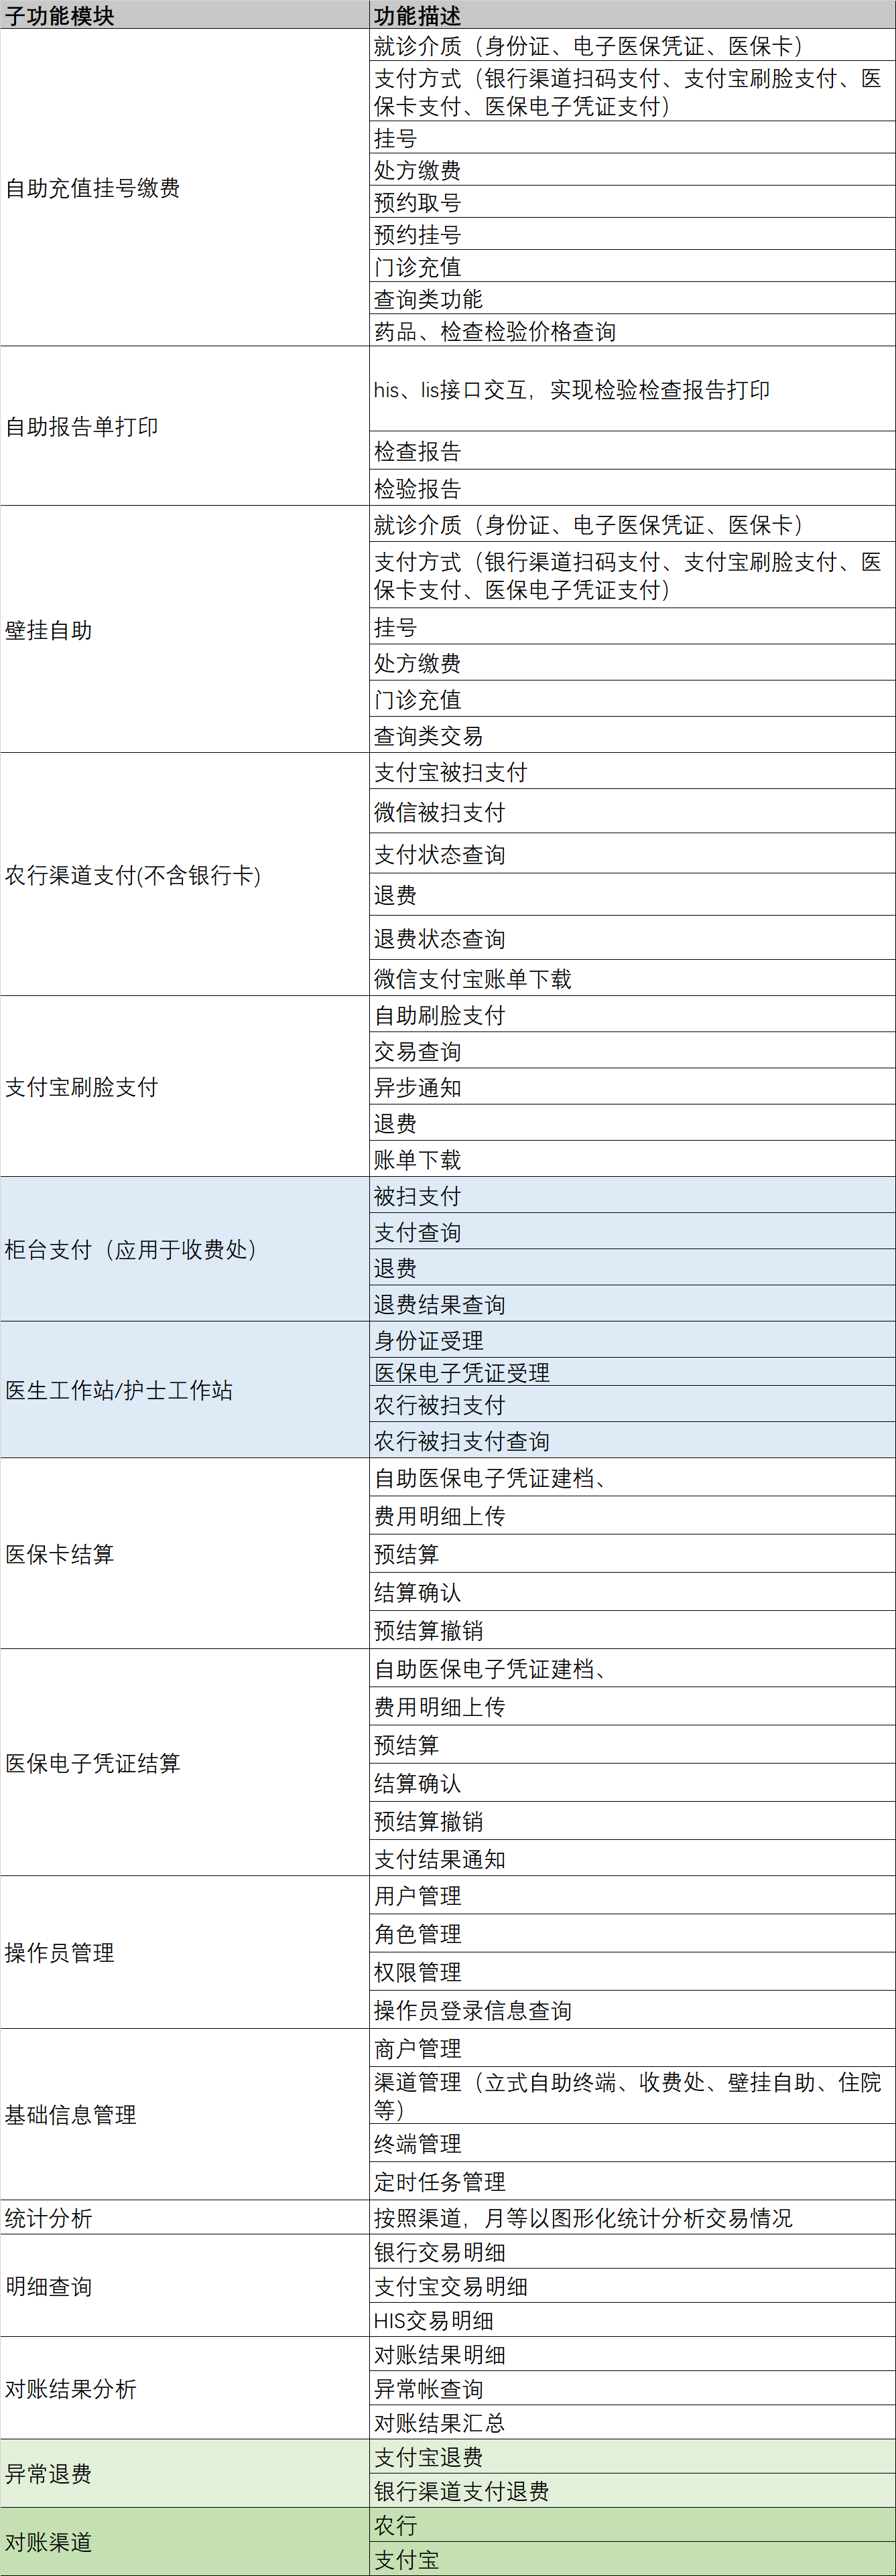 子功能模块
功能描述
自助充值挂号缴费
就诊介质（身份证、电子医保凭证、医保卡）
支付方式（银行渠道扫码支付、支付宝刷脸支付、医
保卡支付、医保电子凭证支付）
挂号
处方缴费
预约取号
预约挂号
门诊充值
查询类功能
药品、检查检验价格查询
自助报告单打印
his、lis接口交互，实现检验检查报告打印
检查报告
检验报告
壁挂自助
就诊介质（身份证、电子医保凭证、医保卡）
支付方式（银行渠道扫码支付、支付宝刷脸支付、医
保卡支付、医保电子凭证支付）
挂号
处方缴费
门诊充值
查询类交易
农行渠道支付(不含银行卡)
支付宝被扫支付
微信被扫支付
支付状态查询
退费
退费状态查询
微信支付宝账单下载
支付宝刷脸支付
自助刷脸支付
交易查询
异步通知
退费
账单下载
柜台支付（应用于收费处）
被扫支付
支付查询
退费
退费结果查询
医生工作站/护士工作站
身份证受理
医保电子凭证受理
农行被扫支付
农行被扫支付查询
医保卡结算
自助医保电子凭证建档、
费用明细上传
预结算
结算确认
预结算撤销
医保电子凭证结算
自助医保电子凭证建档、
费用明细上传
预结算
结算确认
预结算撤销
支付结果通知
操作员管理
用户管理
角色管理
权限管理
操作员登录信息查询
基础信息管理
商户管理
渠道管理（立式自助终端、收费处、壁挂自助、住院
等）
终端管理
定时任务管理
统计分析
按照渠道，月等以图形化统计分析交易情况
明细查询
银行交易明细
支付宝交易明细
HIS交易明细
对账结果分析
对账结果明细
异常帐查询
对账结果汇总
异常退费
支付宝退费
银行渠道支付退费
对账渠道
农行
支付宝